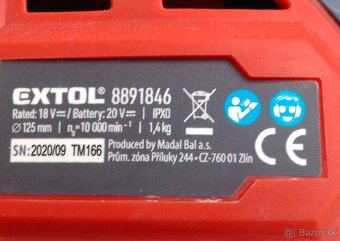 EXTOL® 8891846
Rated: 18 V⎓ / Battery: 20 V⎓ | IPX0
Ø 125 mm | n₀=10 000 min⁻¹ | 1,4 kg
SN: 2020/09 TM166
Produced by Madal Bal a.s.
Prům. zóna Příluky 244 • CZ-760 01 Zlín
bazos.sk